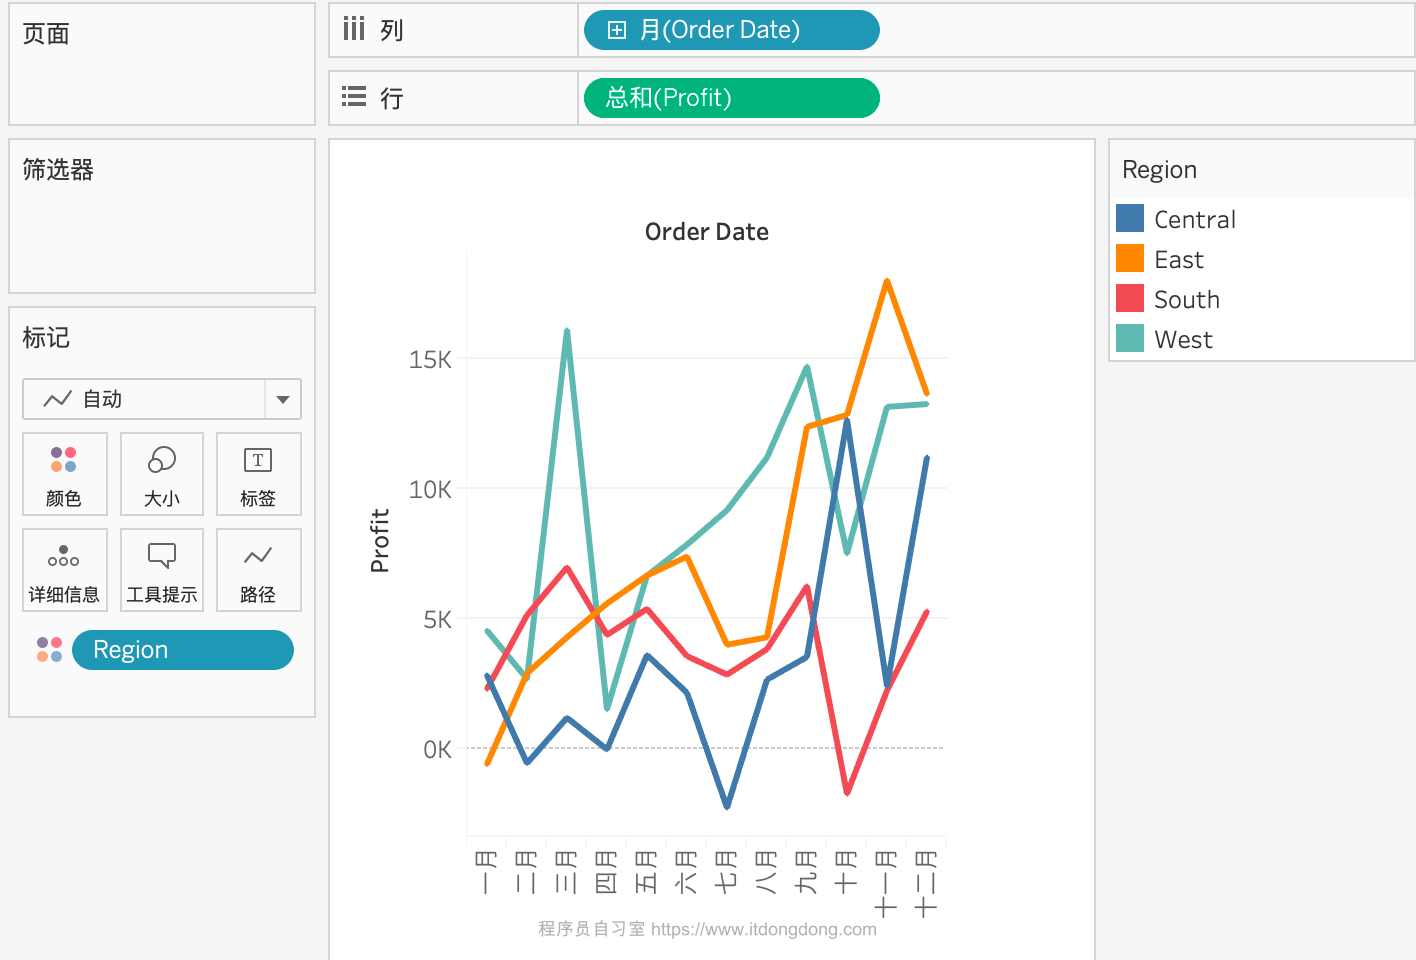 页面
列
月(Order Date)
行
总和(Profit)
筛选器
标记
自动
颜色
大小
T
标签
详细信息
工具提示
路径
Region
Order Date
Profit
15K
10K
5K
0K
一月
二月
三月
四月
五月
六月
七月
八月
九月
十月
十一月
十二月
程序员自习室 https://www.itdongdong.com
Region
Central
East
South
West